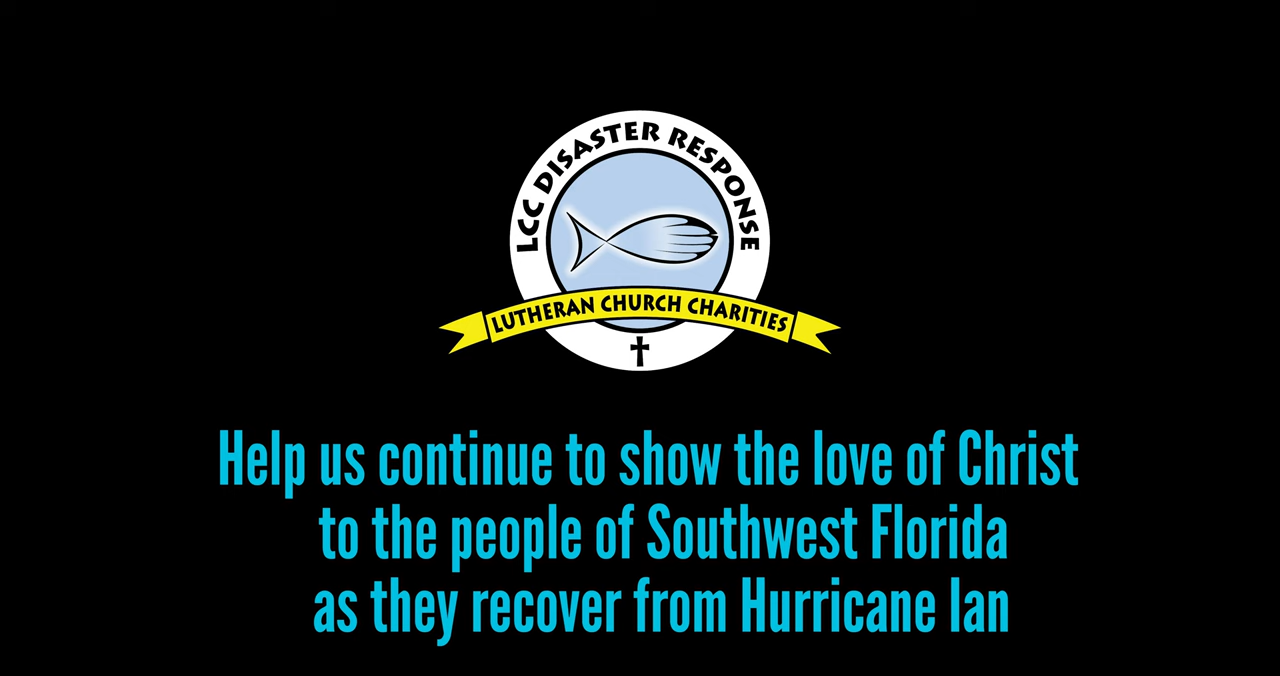 LCC DISASTER RESPONSE
LUTHERAN CHURCH CHARITIES
Help us continue to show the love of Christ
to the people of Southwest Florida
as they recover from Hurricane Ian